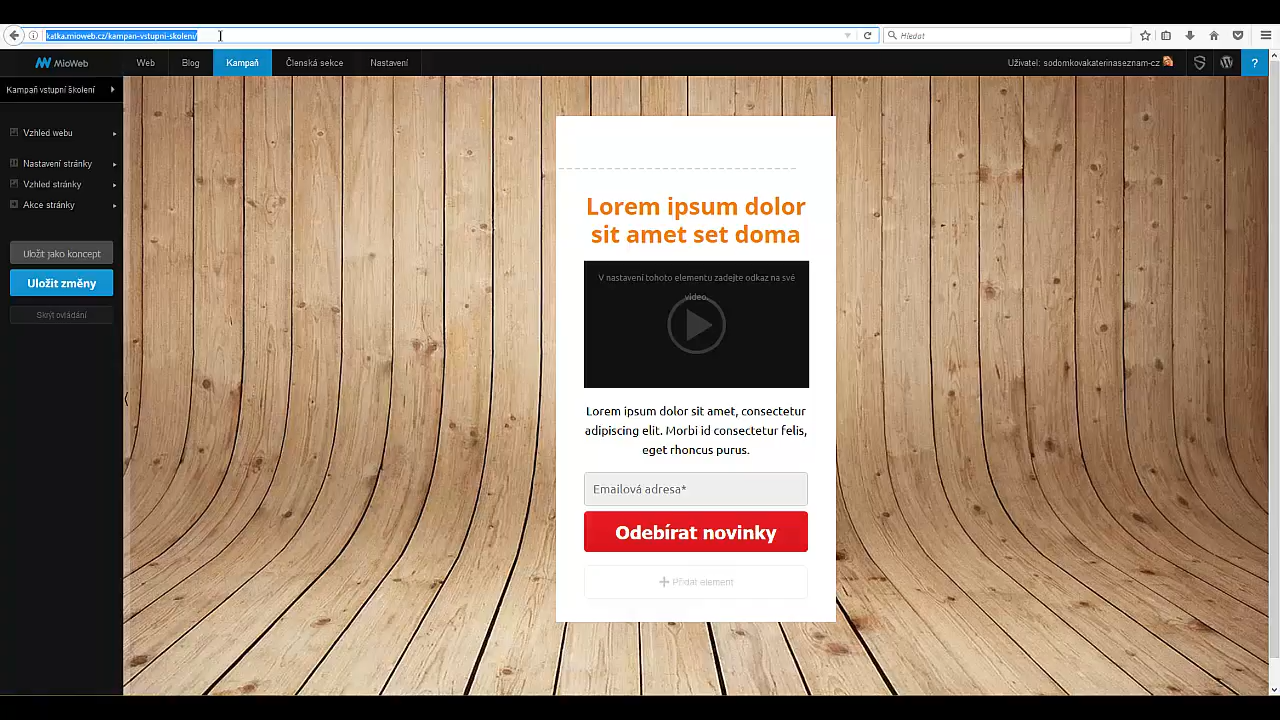 katka.mioweb.cz/kampan-vstupni-skoleni/
Hledat
MioWeb
Web
Blog
Kampaň
Členská sekce
Nastavení
Uživatel: sodomkovakaterinaseznam-cz
?
Kampaň vstupní školení
Vzhled webu
Nastavení stránky
Vzhled stránky
Akce stránky
Uložit jako koncept
Uložit změny
Skrýt ovládání
Lorem ipsum dolor
sit amet set doma
V nastavení tohoto elementu zadejte odkaz na své
video.
Lorem ipsum dolor sit amet, consectetur
adipiscing elit. Morbi id consectetur felis,
eget rhoncus purus.
Emailová adresa*
Odebírat novinky
Přidat element